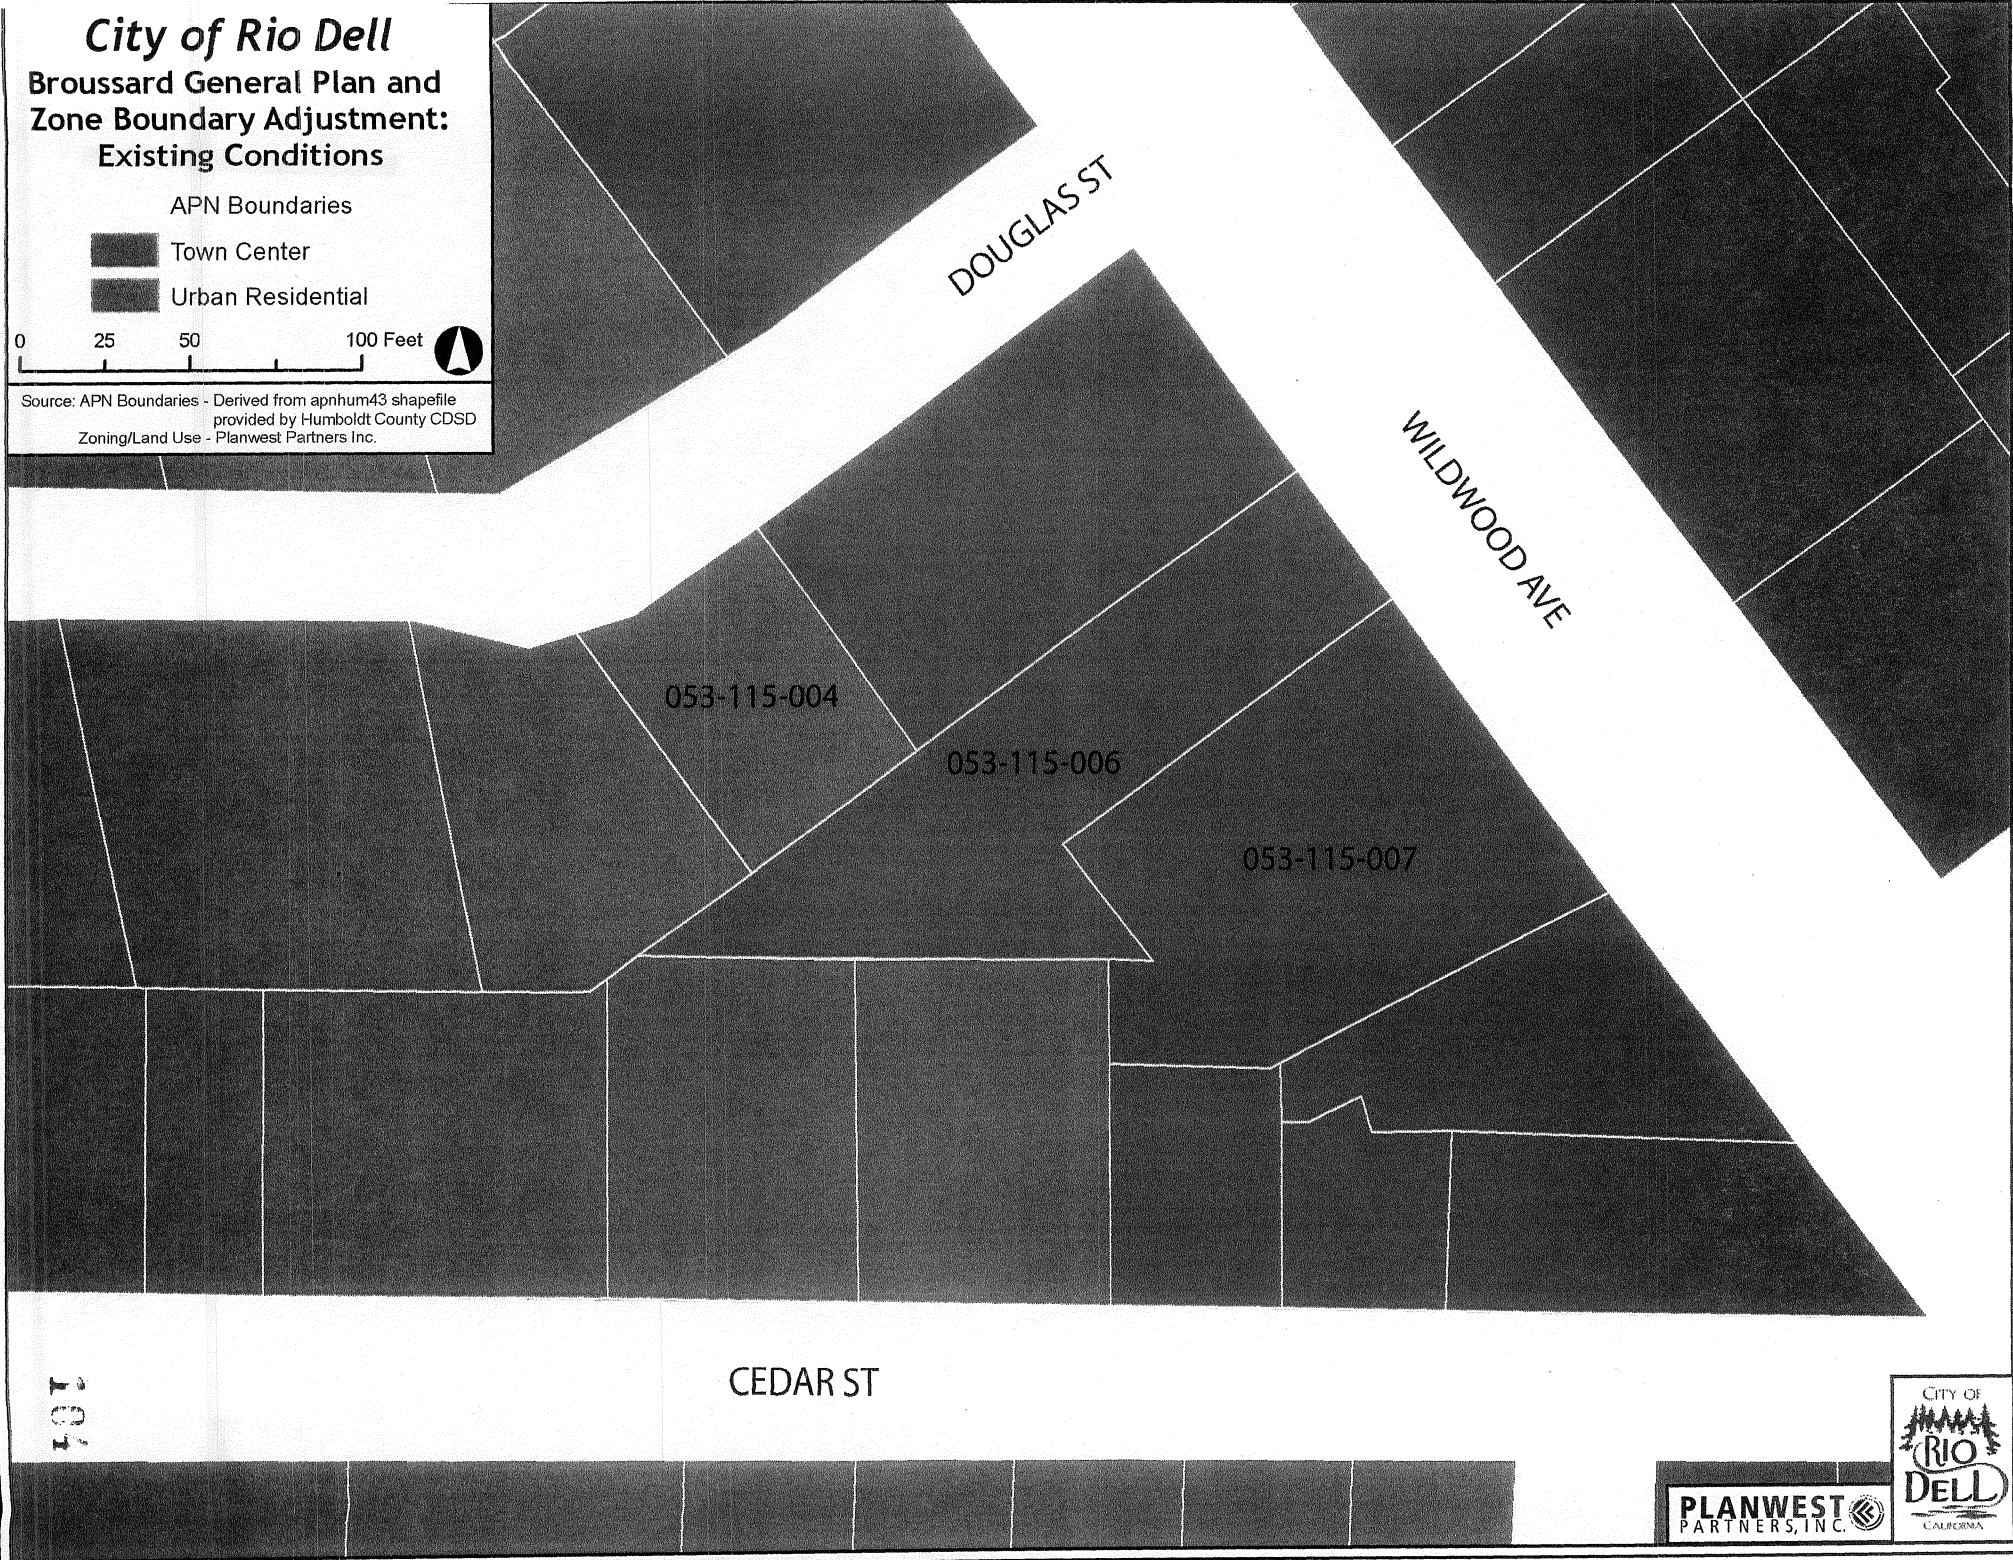 City of Rio Dell
Broussard General Plan and
Zone Boundary Adjustment:
Existing Conditions
APN Boundaries
Town Center
Urban Residential
0 25 50 100 Feet
Source: APN Boundaries - Derived from apnhum43 shapefile
provided by Humboldt County CDSD
Zoning/Land Use - Planwest Partners Inc.
DOUGLAS ST
WILDWOOD AVE
053-115-004
053-115-006
053-115-007
CEDAR ST
104
CITY OF
RIO
DELL
CALIFORNIA
PLANWEST
PARTNERS, INC.